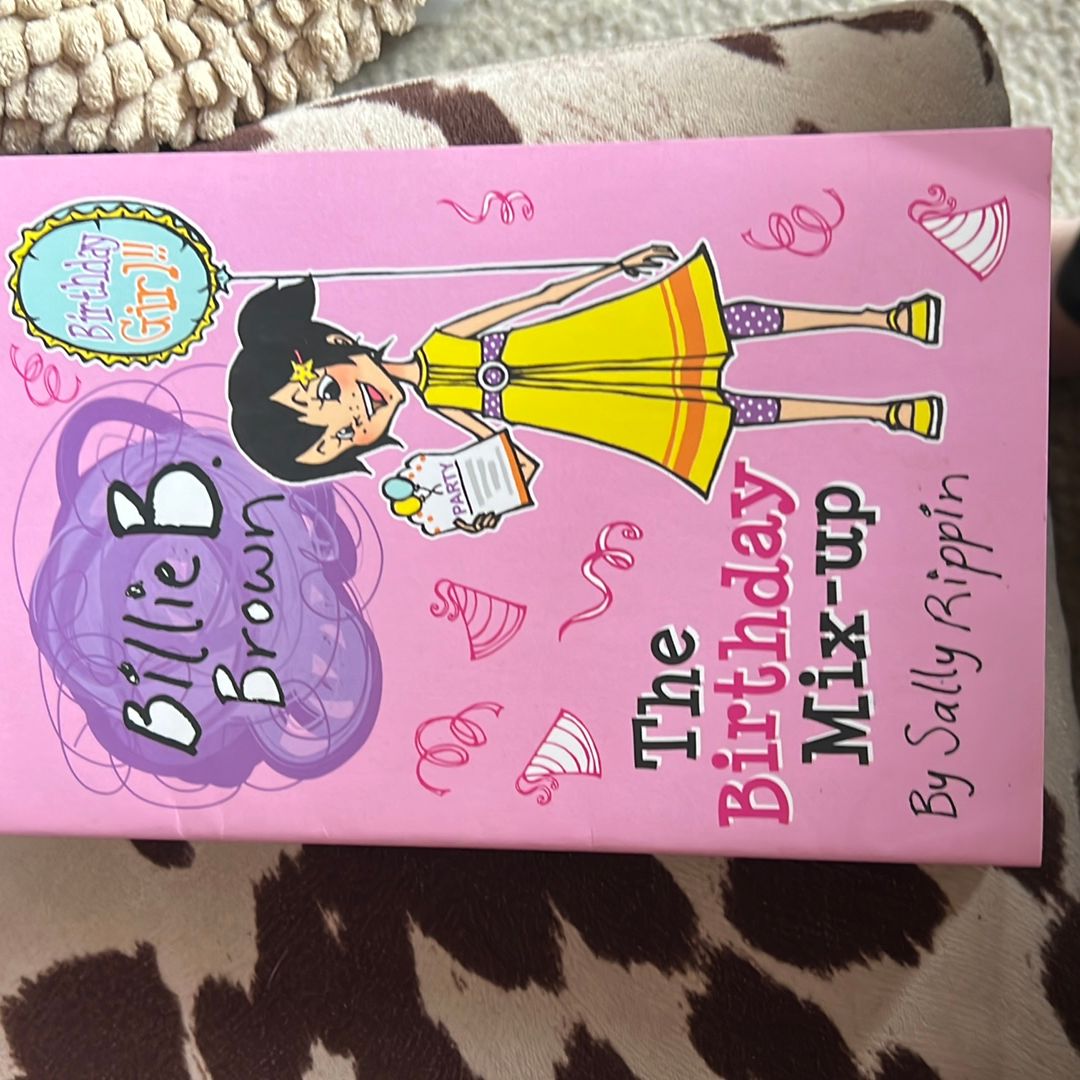 Birthday
Girl!!
Billie B.
Brown
PARTY
The
Birthday
Mix-up
By Sally Rippin